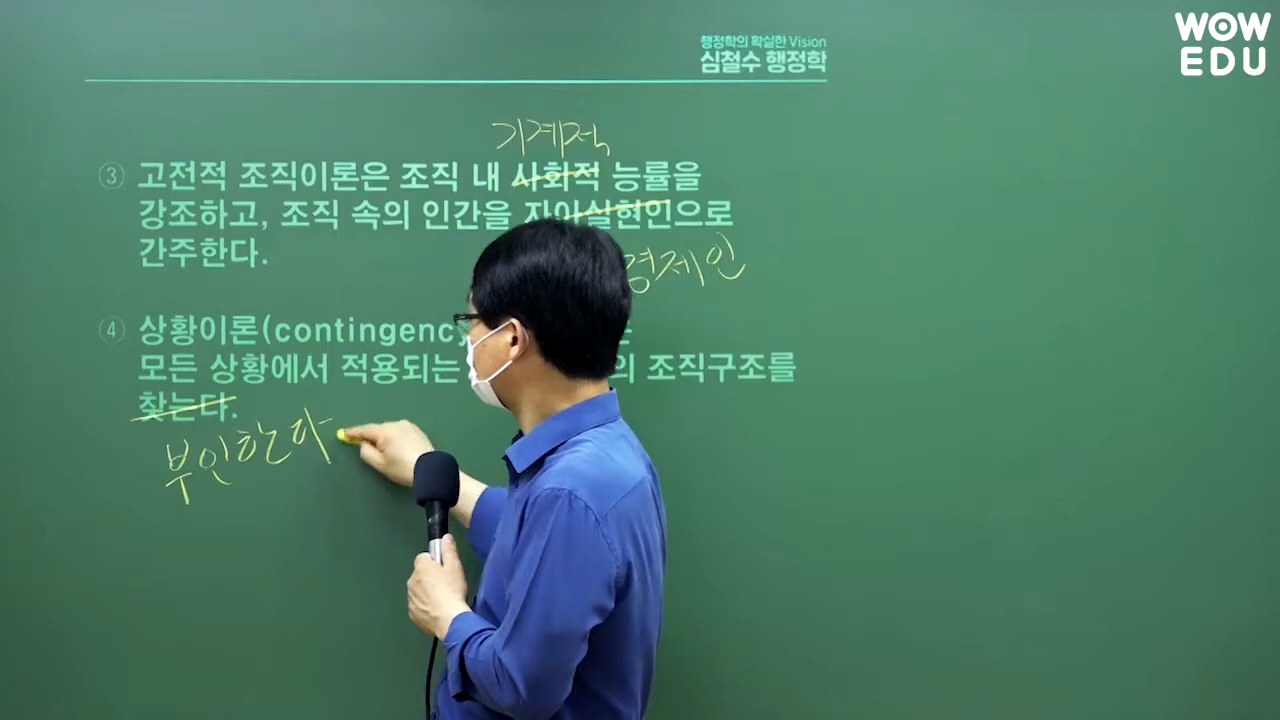 WOW
EDU
행정학의 확실한 Vision
심철수 행정학
기계적
③ 고전적 조직이론은 조직 내 사회적 능률을
강조하고, 조직 속의 인간을 자아실현인으로
간주한다.
경제인
④ 상황이론(contingency
모든 상황에서 적용되는 의 조직구조를
찾는다.
부인한다